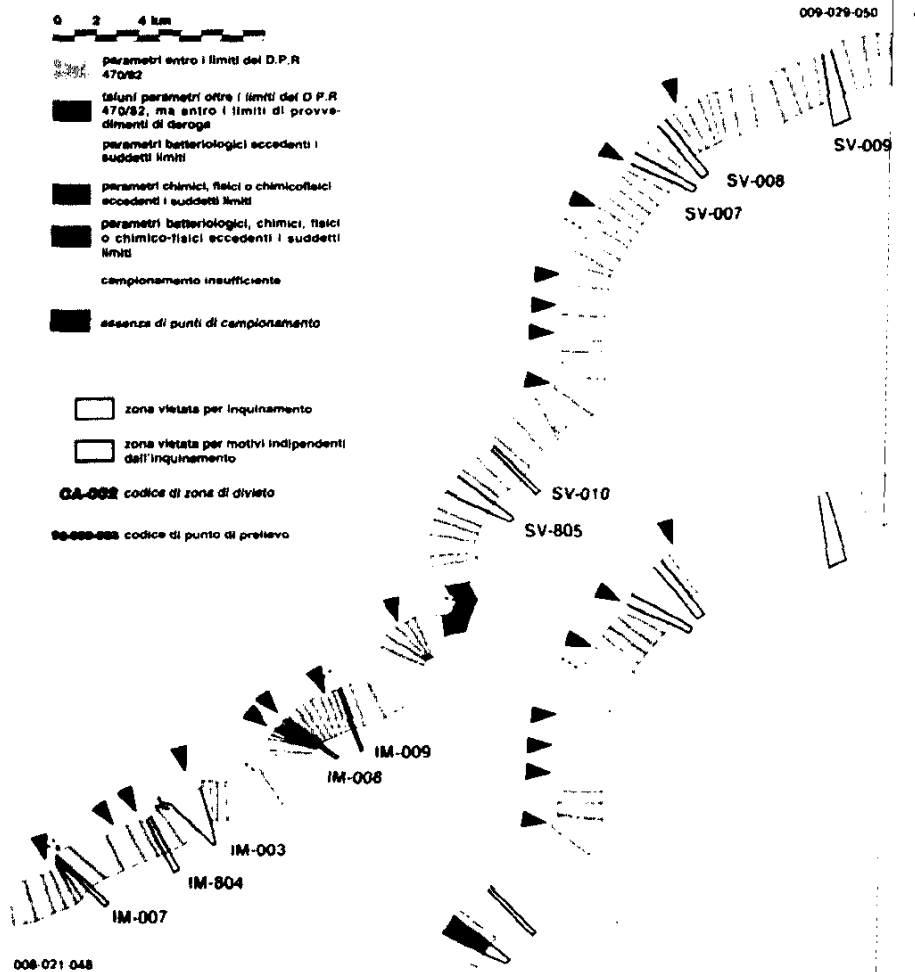 0 2 4 km
009-029-050
parametri entro i limiti del D.P.R
470/82
taluni parametri oltre i limiti del D P.R
470/82, ma entro i limiti di provve-
dimenti di deroga
parametri batteriologici eccedenti i
suddetti limiti
parametri chimici, fisici o chimicofisici
eccedenti i suddetti limiti
parametri batteriologici, chimici, fisici
o chimico-fisici eccedenti i suddetti
limiti
campionamento insufficiente
assenza di punti di campionamento
zona vietata per inquinamento
zona vietata per motivi indipendenti
dall'inquinamento
CA-002 codice di zona di divieto
codice di punto di prelievo
SV-009
SV-008
SV-007
SV-010
SV-805
IM-009
IM-008
IM-003
IM-804
IM-007
008-021-048